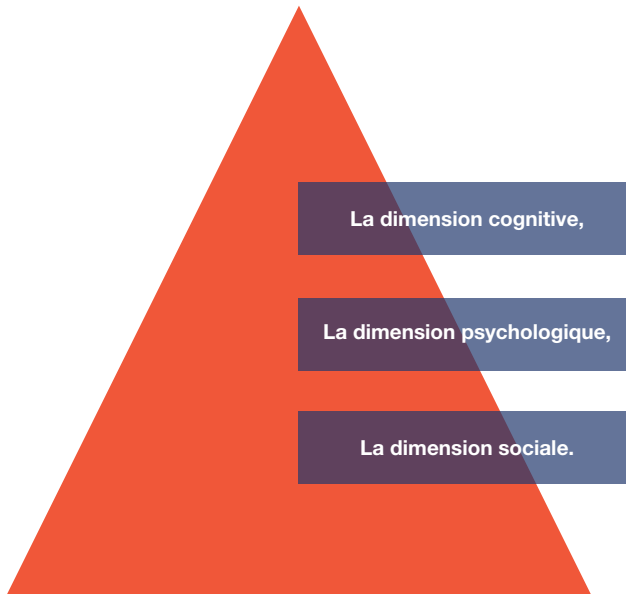 La dimension cognitive,
La dimension psychologique,
La dimension sociale.